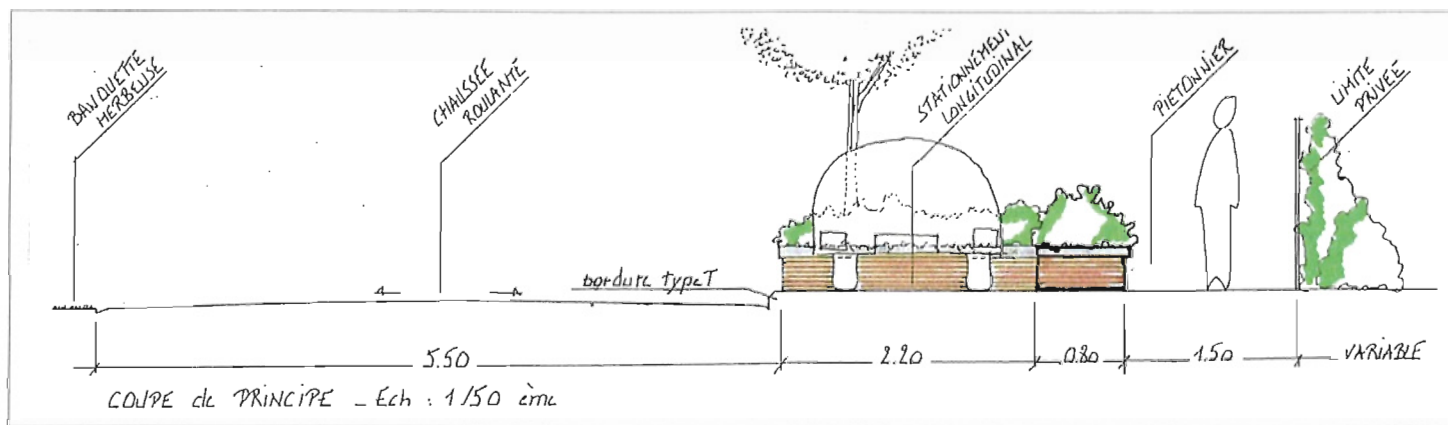 BANQUETTE
HERBEUSE
CHAUSSEE
ROULANTE
STATIONNEMENT
LONGITUDINAL
PIETONNIER
LIMITE
PRIVEE
bordure type T
5.50
2.20
0.80
1.50
VARIABLE
COUPE de PRINCIPE _ Ech : 1/50 ème